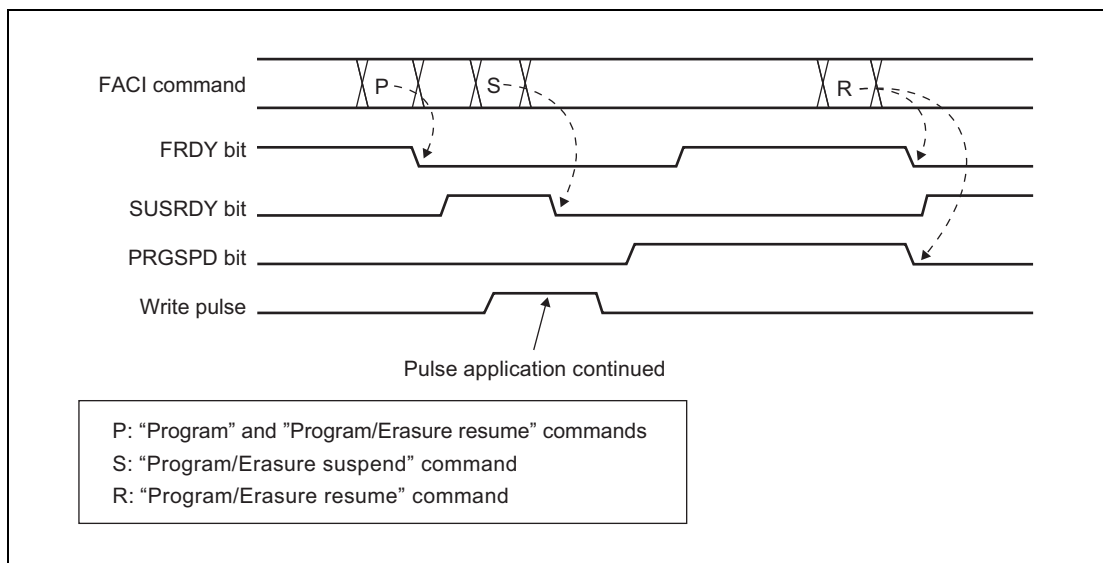 FACI command
P
S
R
FRDY bit
SUSRDY bit
PRGSPD bit
Write pulse
Pulse application continued
P: “Program” and ”Program/Erasure resume” commands
S: “Program/Erasure suspend” command
R: “Program/Erasure resume” command